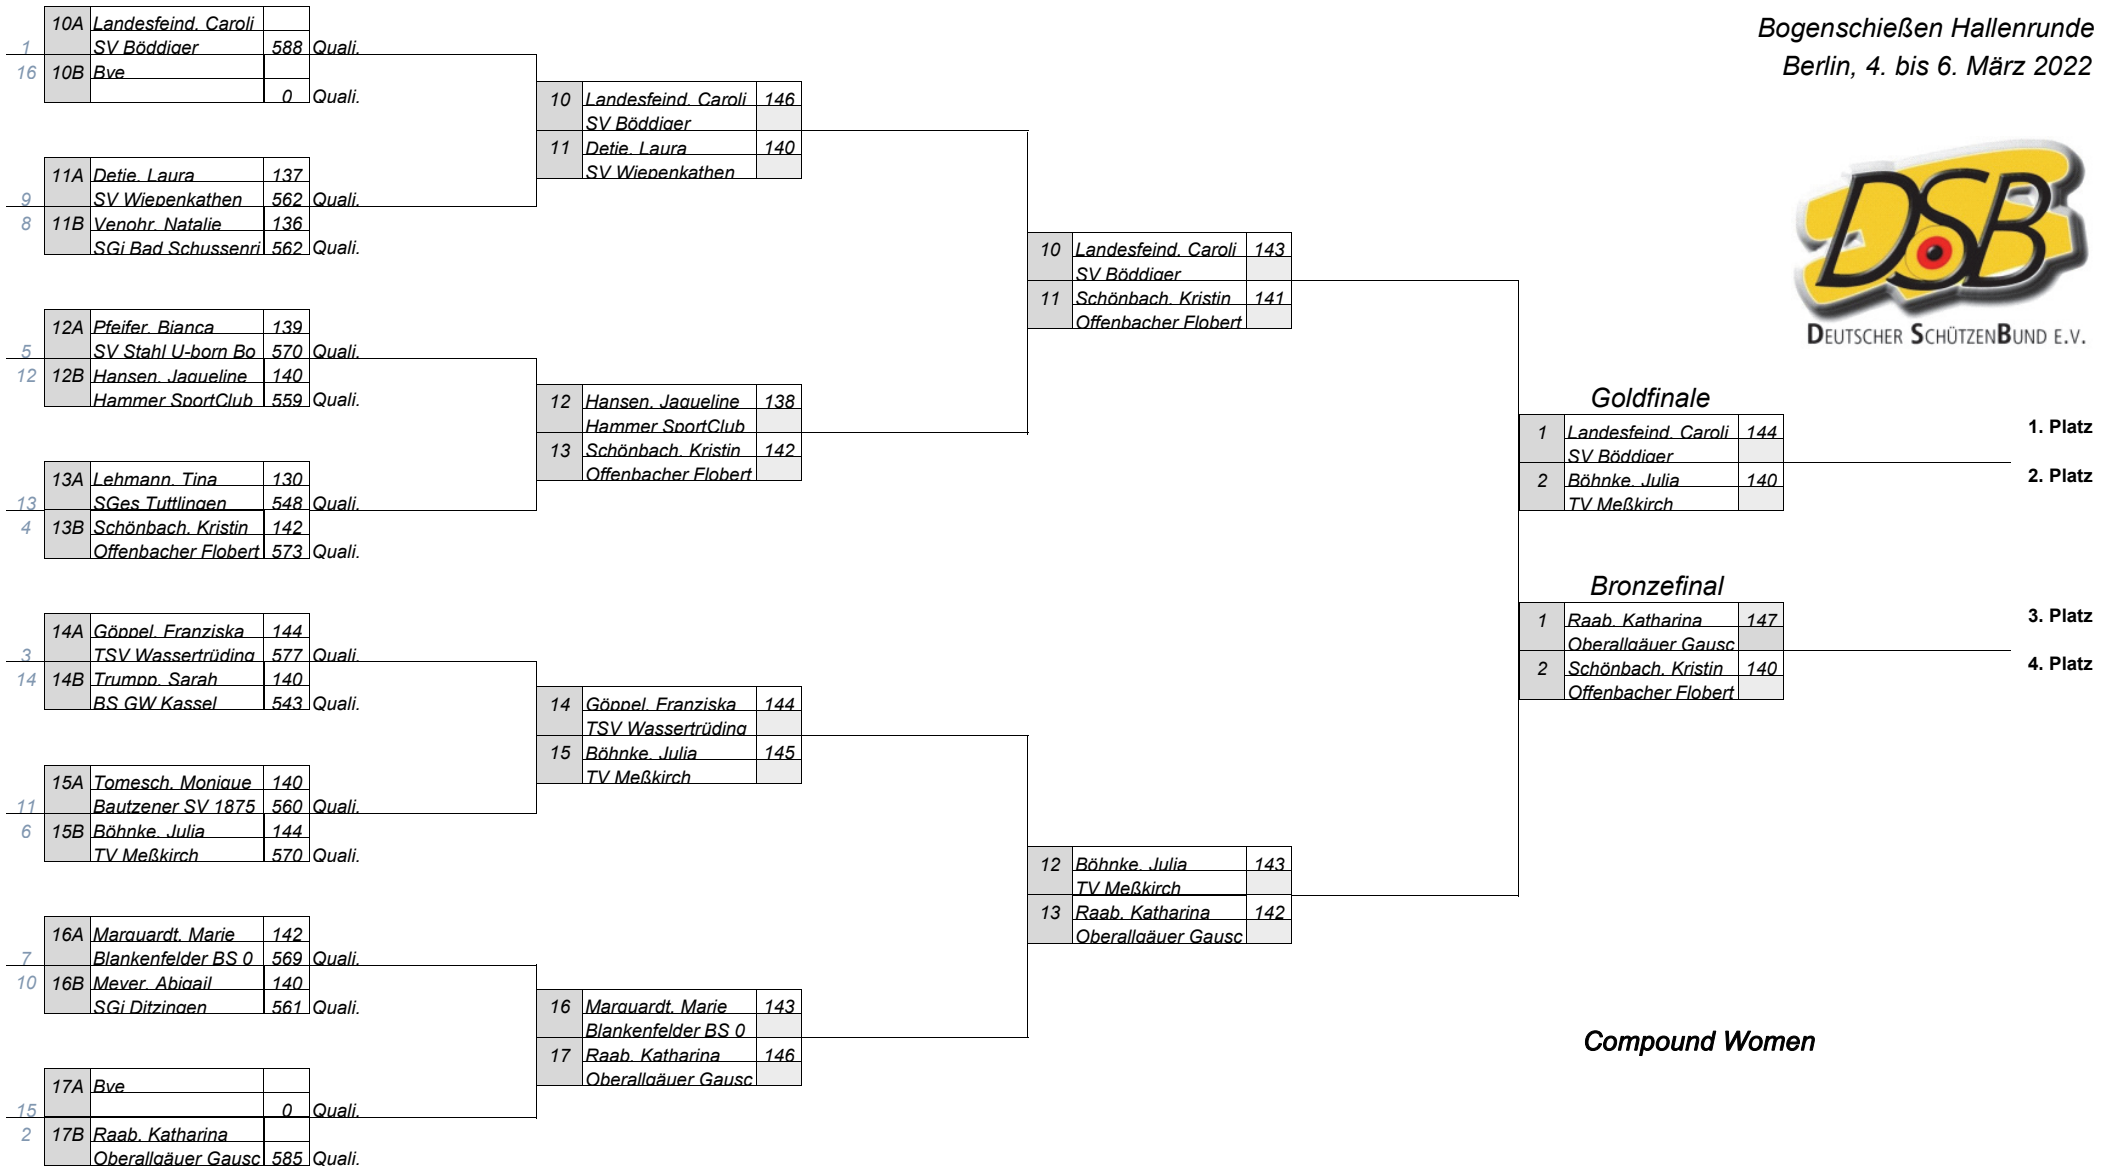 Bogenschießen Hallenrunde
Berlin, 4. bis 6. März 2022
DSB
DEUTSCHER SCHÜTZENBUND E.V.
10A Landesfeind, Caroli
1 SV Böddiger 588 Quali.
16 10B Bye
0 Quali.
11A Detje, Laura 137
9 SV Wiepenkathen 562 Quali.
8 11B Venohr, Natalie 136
SGi Bad Schussenri 562 Quali.
12A Pfeifer, Bianca 139
5 SV Stahl U-born Bo 570 Quali.
12 12B Hansen, Jaqueline 140
Hammer SportClub 559 Quali.
13A Lehmann, Tina 130
13 SGes Tuttlingen 548 Quali.
4 13B Schönbach, Kristin 142
Offenbacher Flobert 573 Quali.
14A Göppel, Franziska 144
3 TSV Wassertrüding 577 Quali.
14 14B Trumpp, Sarah 140
BS GW Kassel 543 Quali.
15A Tomesch, Monique 140
11 Bautzener SV 1875 560 Quali.
6 15B Böhnke, Julia 144
TV Meßkirch 570 Quali.
16A Marquardt, Marie 142
7 Blankenfelder BS 0 569 Quali.
10 16B Meyer, Abigail 140
SGi Ditzingen 561 Quali.
17A Bye
15 0 Quali.
2 17B Raab, Katharina
Oberallgäuer Gausc 585 Quali.
10 Landesfeind, Caroli 146
SV Böddiger
11 Detje, Laura 140
SV Wiepenkathen
12 Hansen, Jaqueline 138
Hammer SportClub
13 Schönbach, Kristin 142
Offenbacher Flobert
14 Göppel, Franziska 144
TSV Wassertrüding
15 Böhnke, Julia 145
TV Meßkirch
16 Marquardt, Marie 143
Blankenfelder BS 0
17 Raab, Katharina 146
Oberallgäuer Gausc
10 Landesfeind, Caroli 143
SV Böddiger
11 Schönbach, Kristin 141
Offenbacher Flobert
12 Böhnke, Julia 143
TV Meßkirch
13 Raab, Katharina 142
Oberallgäuer Gausc
Goldfinale
1 Landesfeind, Caroli 144 1. Platz
SV Böddiger
2 Böhnke, Julia 140 2. Platz
TV Meßkirch
Bronzefinal
1 Raab, Katharina 147 3. Platz
Oberallgäuer Gausc
2 Schönbach, Kristin 140 4. Platz
Offenbacher Flobert
Compound Women